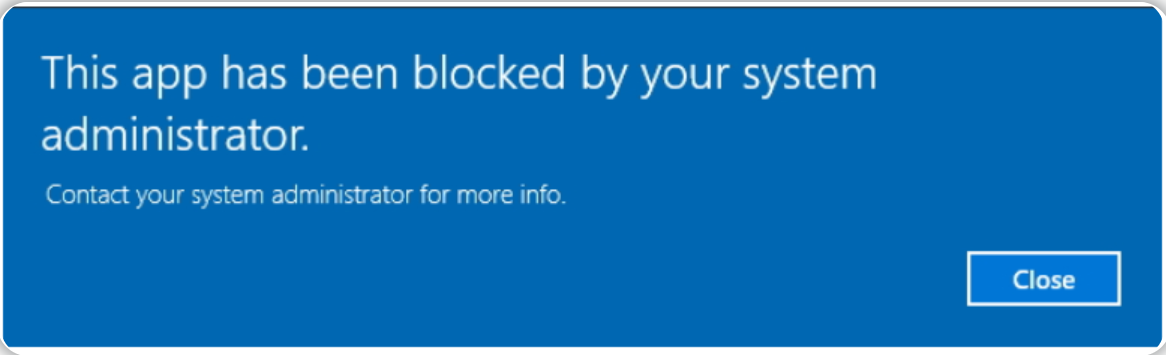 This app has been blocked by your system
administrator.
Contact your system administrator for more info.
Close